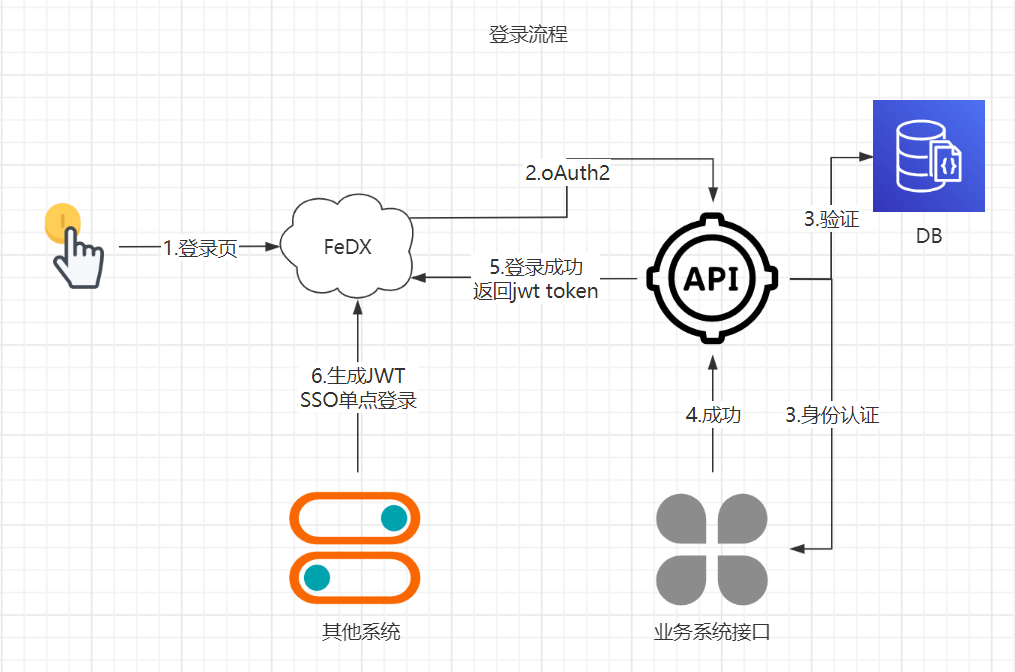 登录流程
2.oAuth2
3.验证
DB
1.登录页
FeDX
5.登录成功
返回jwt token
API
6.生成JWT
SSO单点登录
4.成功
3.身份认证
其他系统
业务系统接口